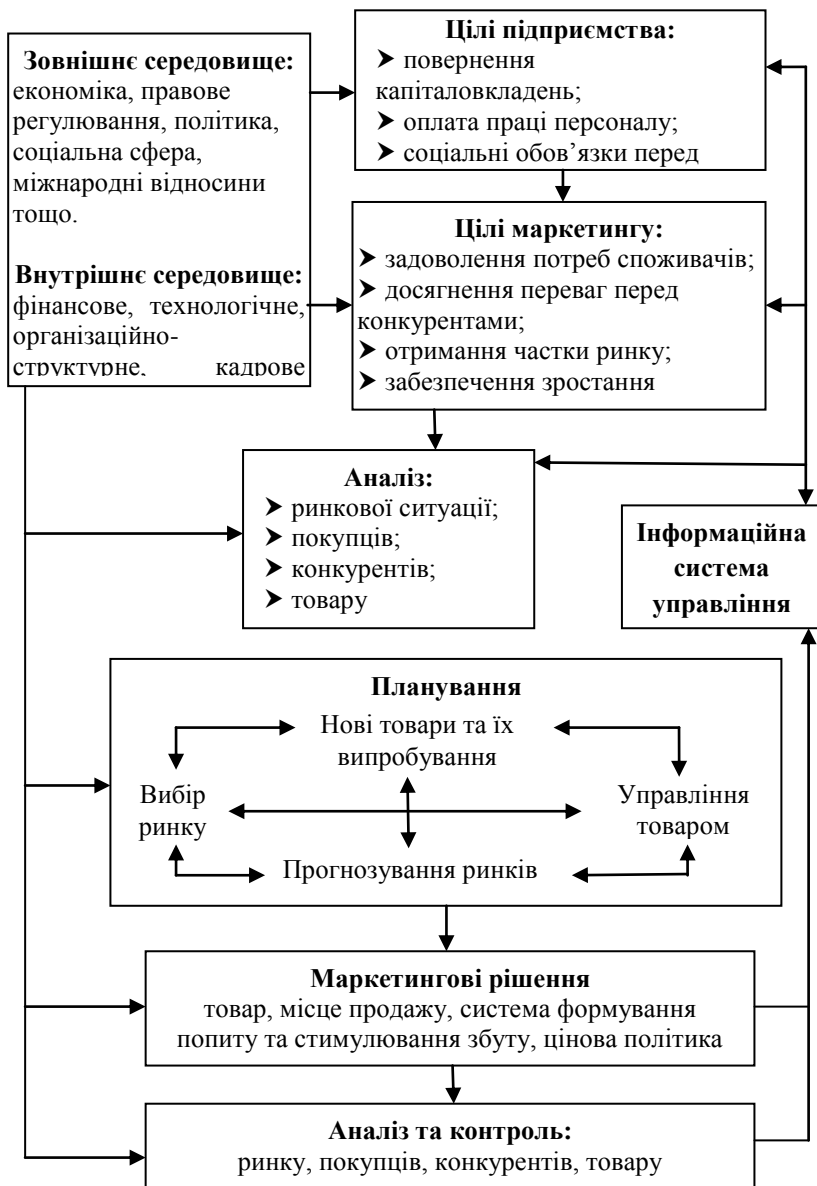 Зовнішнє середовище:
економіка, правове
регулювання, політика,
соціальна сфера,
міжнародні відносини
тощо.
Внутрішнє середовище:
фінансове, технологічне,
організаційно-
структурне, кадрове
Цілі підприємства:
➤ повернення
капіталовкладень;
➤ оплата праці персоналу;
➤ соціальні обов’язки перед
Цілі маркетингу:
➤ задоволення потреб споживачів;
➤ досягнення переваг перед
конкурентами;
➤ отримання частки ринку;
➤ забезпечення зростання
Аналіз:
➤ ринкової ситуації;
➤ покупців;
➤ конкурентів;
➤ товару
Інформаційна
система
управління
Планування
Нові товари та їх
випробування
Вибір
ринку
Управління
товаром
Прогнозування ринків
Маркетингові рішення
товар, місце продажу, система формування
попиту та стимулювання збуту, цінова політика
Аналіз та контроль:
ринку, покупців, конкурентів, товару